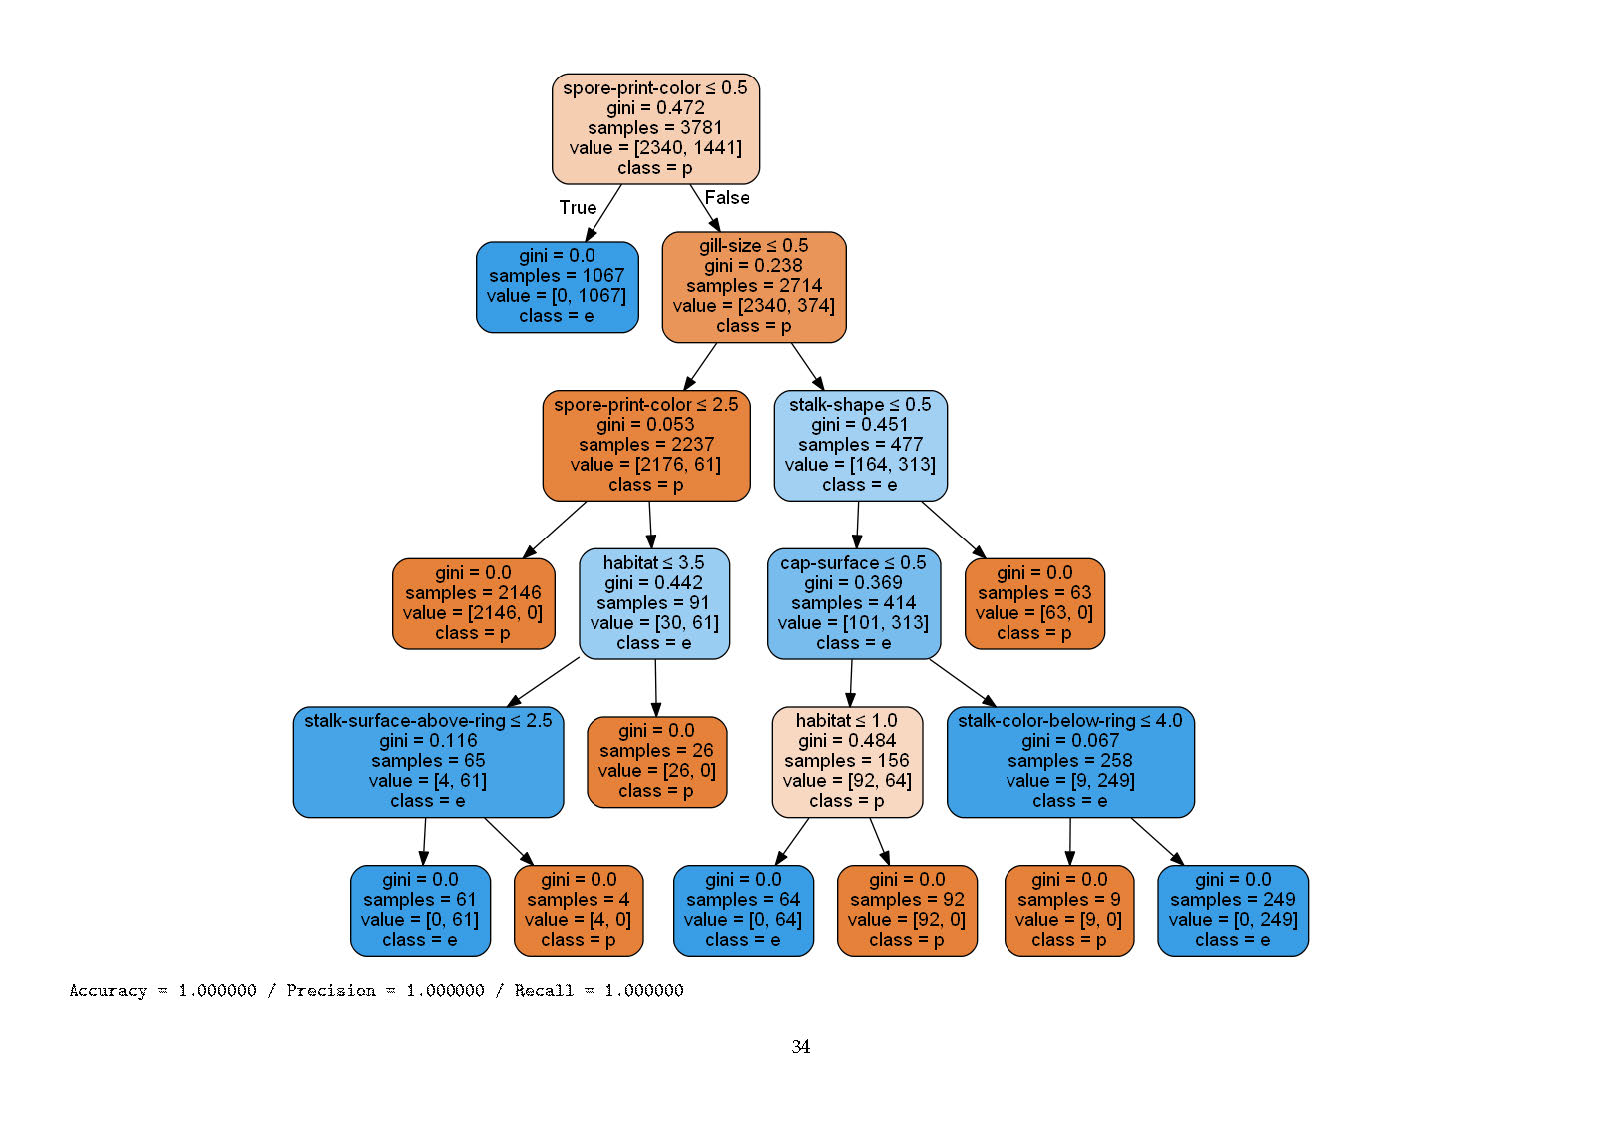 spore-print-color ≤ 0.5
gini = 0.472
samples = 3781
value = [2340, 1441]
class = p
True
False
gini = 0.0
samples = 1067
value = [0, 1067]
class = e
gill-size ≤ 0.5
gini = 0.238
samples = 2714
value = [2340, 374]
class = p
spore-print-color ≤ 2.5
gini = 0.053
samples = 2237
value = [2176, 61]
class = p
stalk-shape ≤ 0.5
gini = 0.451
samples = 477
value = [164, 313]
class = e
gini = 0.0
samples = 2146
value = [2146, 0]
class = p
habitat ≤ 3.5
gini = 0.442
samples = 91
value = [30, 61]
class = e
cap-surface ≤ 0.5
gini = 0.369
samples = 414
value = [101, 313]
class = e
gini = 0.0
samples = 63
value = [63, 0]
class = p
stalk-surface-above-ring ≤ 2.5
gini = 0.116
samples = 65
value = [4, 61]
class = e
gini = 0.0
samples = 26
value = [26, 0]
class = p
habitat ≤ 1.0
gini = 0.484
samples = 156
value = [92, 64]
class = p
stalk-color-below-ring ≤ 4.0
gini = 0.067
samples = 258
value = [9, 249]
class = e
gini = 0.0
samples = 61
value = [0, 61]
class = e
gini = 0.0
samples = 4
value = [4, 0]
class = p
gini = 0.0
samples = 64
value = [0, 64]
class = e
gini = 0.0
samples = 92
value = [92, 0]
class = p
gini = 0.0
samples = 9
value = [9, 0]
class = p
gini = 0.0
samples = 249
value = [0, 249]
class = e
Accuracy = 1.000000 / Precision = 1.000000 / Recall = 1.000000
34